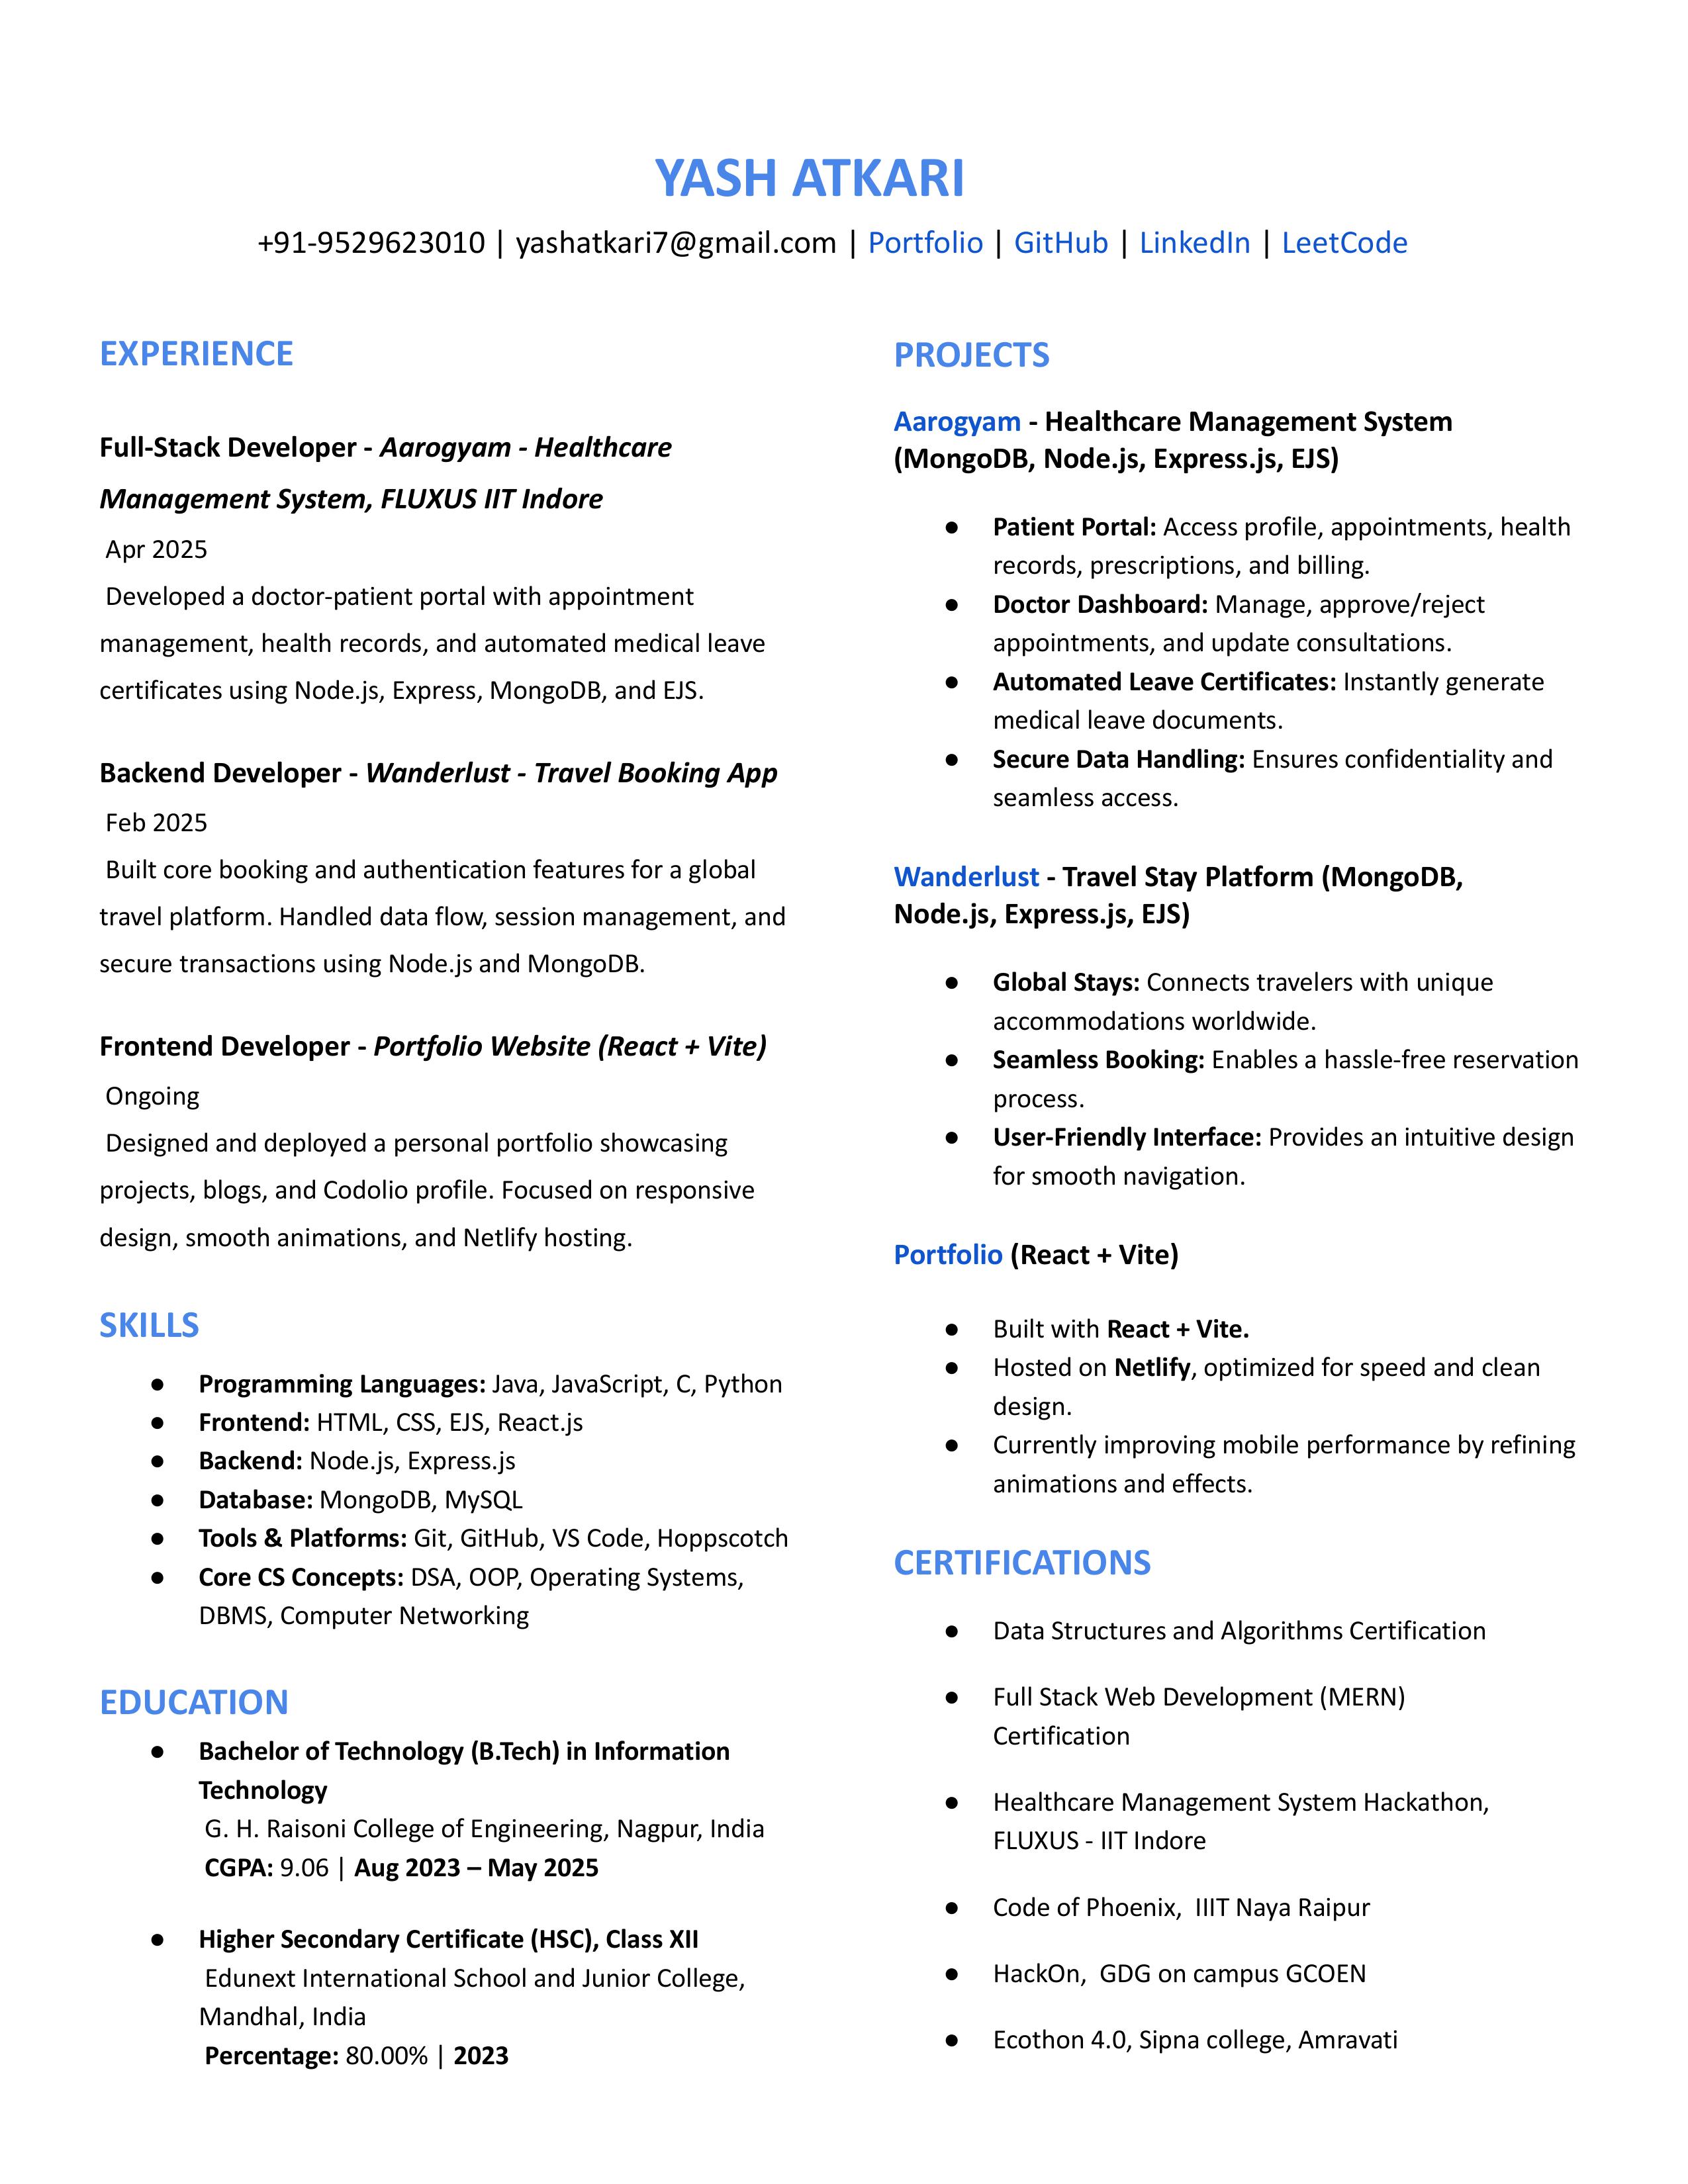 YASH ATKARI
+91-9529623010 | yashatkari7@gmail.com | Portfolio | GitHub | LinkedIn | LeetCode
EXPERIENCE
Full-Stack Developer - Aarogyam - Healthcare
Management System, FLUXUS IIT Indore
Apr 2025
Developed a doctor-patient portal with appointment
management, health records, and automated medical leave
certificates using Node.js, Express, MongoDB, and EJS.
Backend Developer - Wanderlust - Travel Booking App
Feb 2025
Built core booking and authentication features for a global
travel platform. Handled data flow, session management, and
secure transactions using Node.js and MongoDB.
Frontend Developer - Portfolio Website (React + Vite)
Ongoing
Designed and deployed a personal portfolio showcasing
projects, blogs, and Codolio profile. Focused on responsive
design, smooth animations, and Netlify hosting.
SKILLS
● Programming Languages: Java, JavaScript, C, Python
● Frontend: HTML, CSS, EJS, React.js
● Backend: Node.js, Express.js
● Database: MongoDB, MySQL
● Tools & Platforms: Git, GitHub, VS Code, Hoppscotch
● Core CS Concepts: DSA, OOP, Operating Systems,
DBMS, Computer Networking
EDUCATION
● Bachelor of Technology (B.Tech) in Information
Technology
G. H. Raisoni College of Engineering, Nagpur, India
CGPA: 9.06 | Aug 2023 – May 2025
● Higher Secondary Certificate (HSC), Class XII
Edunext International School and Junior College,
Mandhal, India
Percentage: 80.00% | 2023
PROJECTS
Aarogyam - Healthcare Management System
(MongoDB, Node.js, Express.js, EJS)
● Patient Portal: Access profile, appointments, health
records, prescriptions, and billing.
● Doctor Dashboard: Manage, approve/reject
appointments, and update consultations.
● Automated Leave Certificates: Instantly generate
medical leave documents.
● Secure Data Handling: Ensures confidentiality and
seamless access.
Wanderlust - Travel Stay Platform (MongoDB,
Node.js, Express.js, EJS)
● Global Stays: Connects travelers with unique
accommodations worldwide.
● Seamless Booking: Enables a hassle-free reservation
process.
● User-Friendly Interface: Provides an intuitive design
for smooth navigation.
Portfolio (React + Vite)
● Built with React + Vite.
● Hosted on Netlify, optimized for speed and clean
design.
● Currently improving mobile performance by refining
animations and effects.
CERTIFICATIONS
● Data Structures and Algorithms Certification
● Full Stack Web Development (MERN)
Certification
● Healthcare Management System Hackathon,
FLUXUS - IIT Indore
● Code of Phoenix, IIIT Naya Raipur
● HackOn, GDG on campus GCOEN
● Ecothon 4.0, Sipna college, Amravati